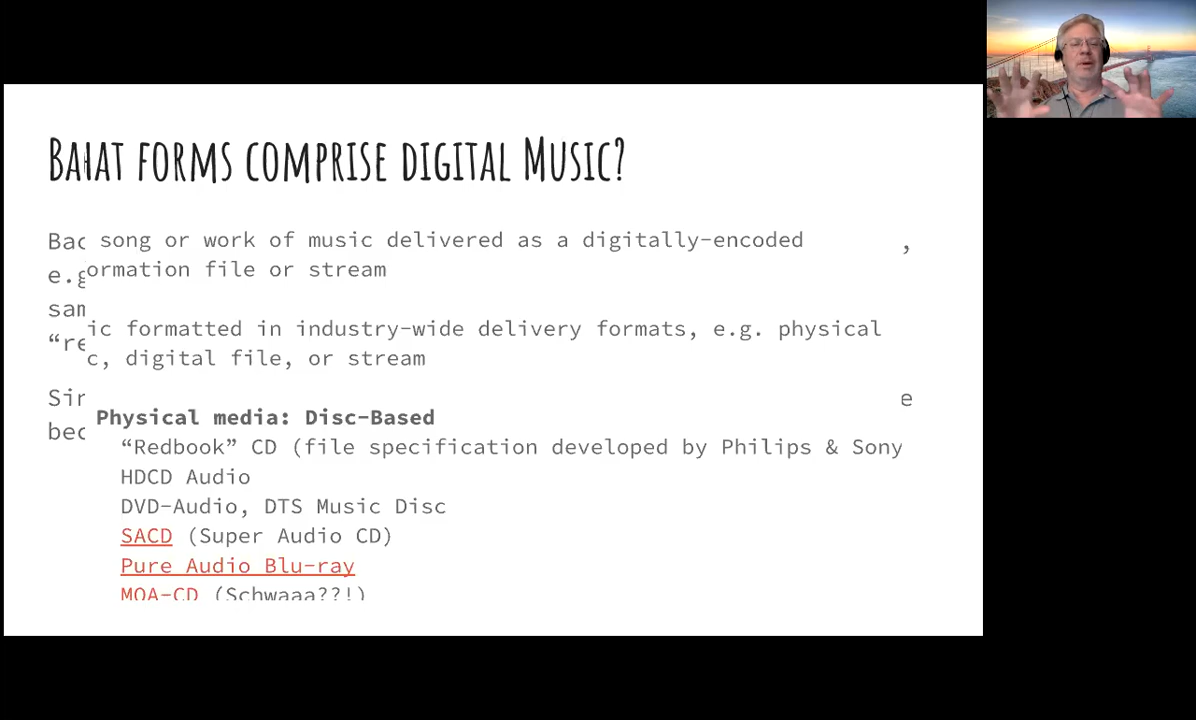 BAHAT FORMS COMPRISE DIGITAL MUSIC?
Bac song or work of music delivered as a digitally-encoded ,
e.g ormation file or stream
sam
ic formatted in industry-wide delivery formats, e.g. physical
“re c, digital file, or stream
Sin e
Physical media: Disc-Based
bec
“Redbook” CD (file specification developed by Philips & Sony
HDCD Audio
DVD-Audio, DTS Music Disc
SACD (Super Audio CD)
Pure Audio Blu-ray
MQA-CD (Schwaaa??!)